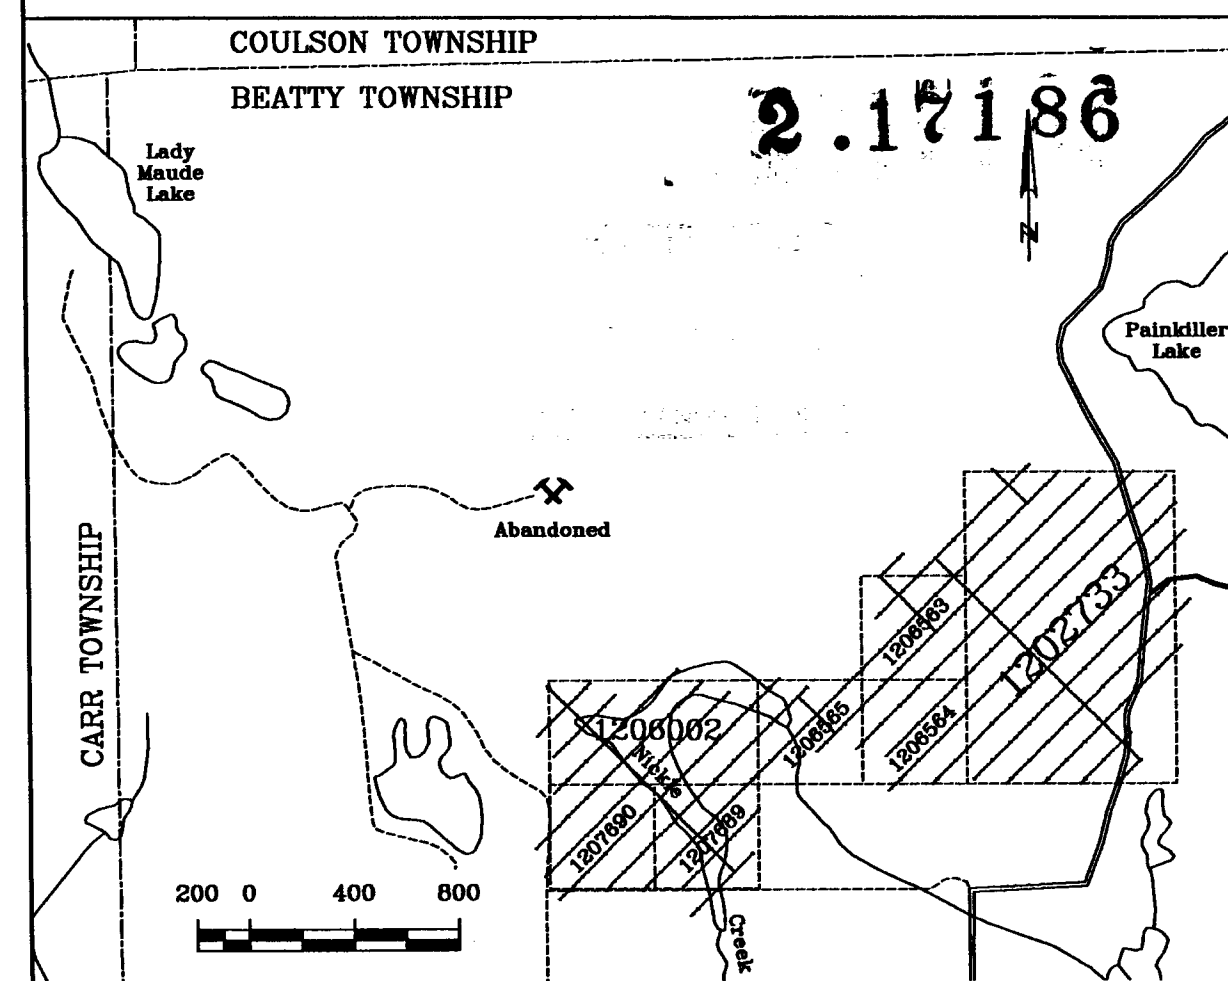 COULSON TOWNSHIP
BEATTY TOWNSHIP
2.17186
Lady
Maude
Lake
N
Painkiller
Lake
Abandoned
CARR TOWNSHIP
1202733
1206563
1206564
1206565
1206002
Nickle
1207690
1207689
Creek
200 0 400 800